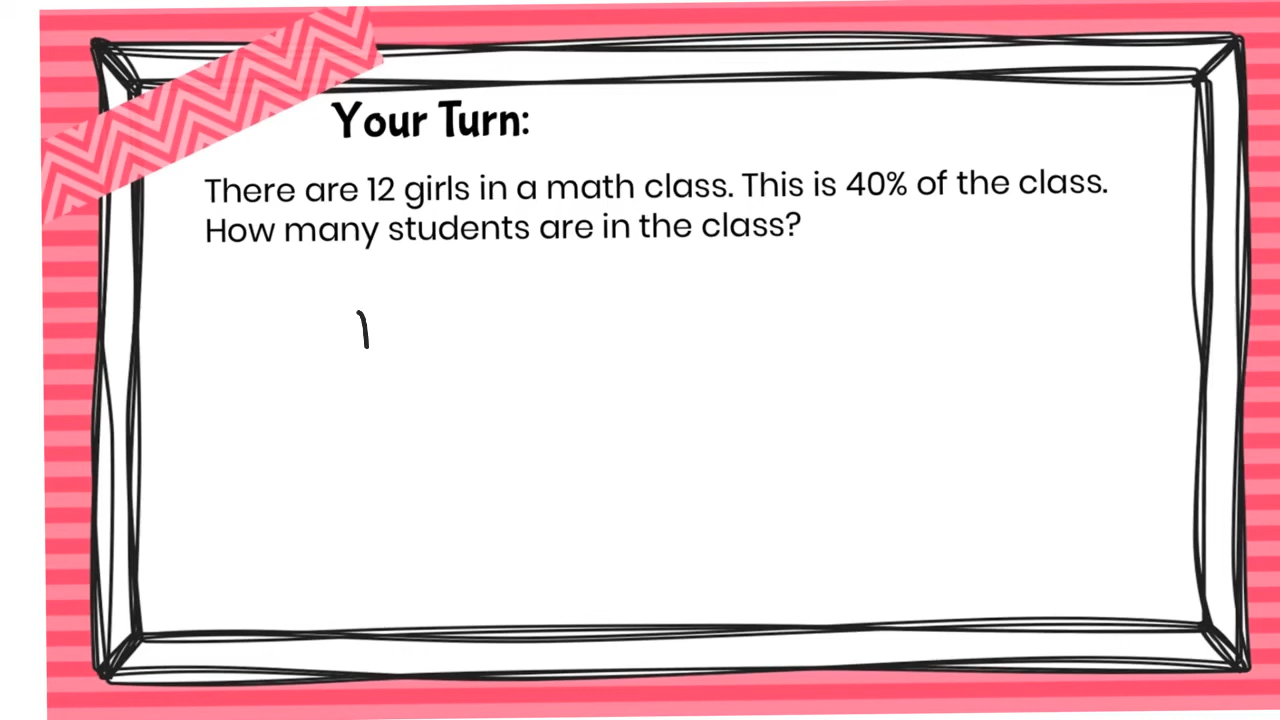 Your Turn:
There are 12 girls in a math class. This is 40% of the class.
How many students are in the class?